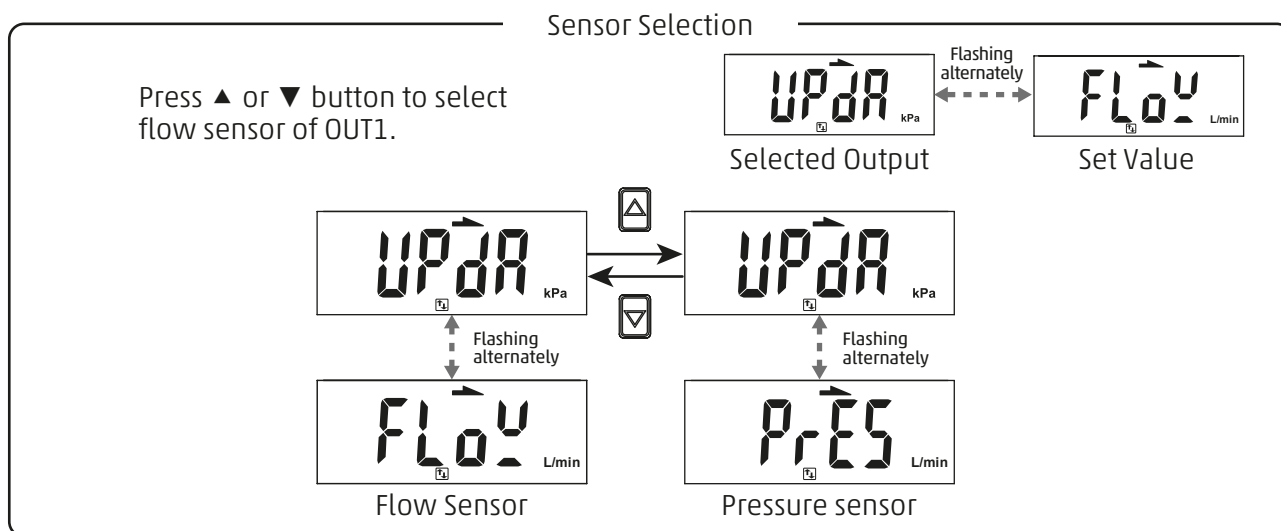 Sensor Selection
Press ▲ or ▼ button to select
flow sensor of OUT1.
UPdA
kPa
Flashing
alternately
FLoW
L/min
Selected Output
Set Value
UPdA
kPa
UPdA
kPa
Flashing
alternately
Flashing
alternately
FLoW
L/min
PrES
L/min
Flow Sensor
Pressure sensor